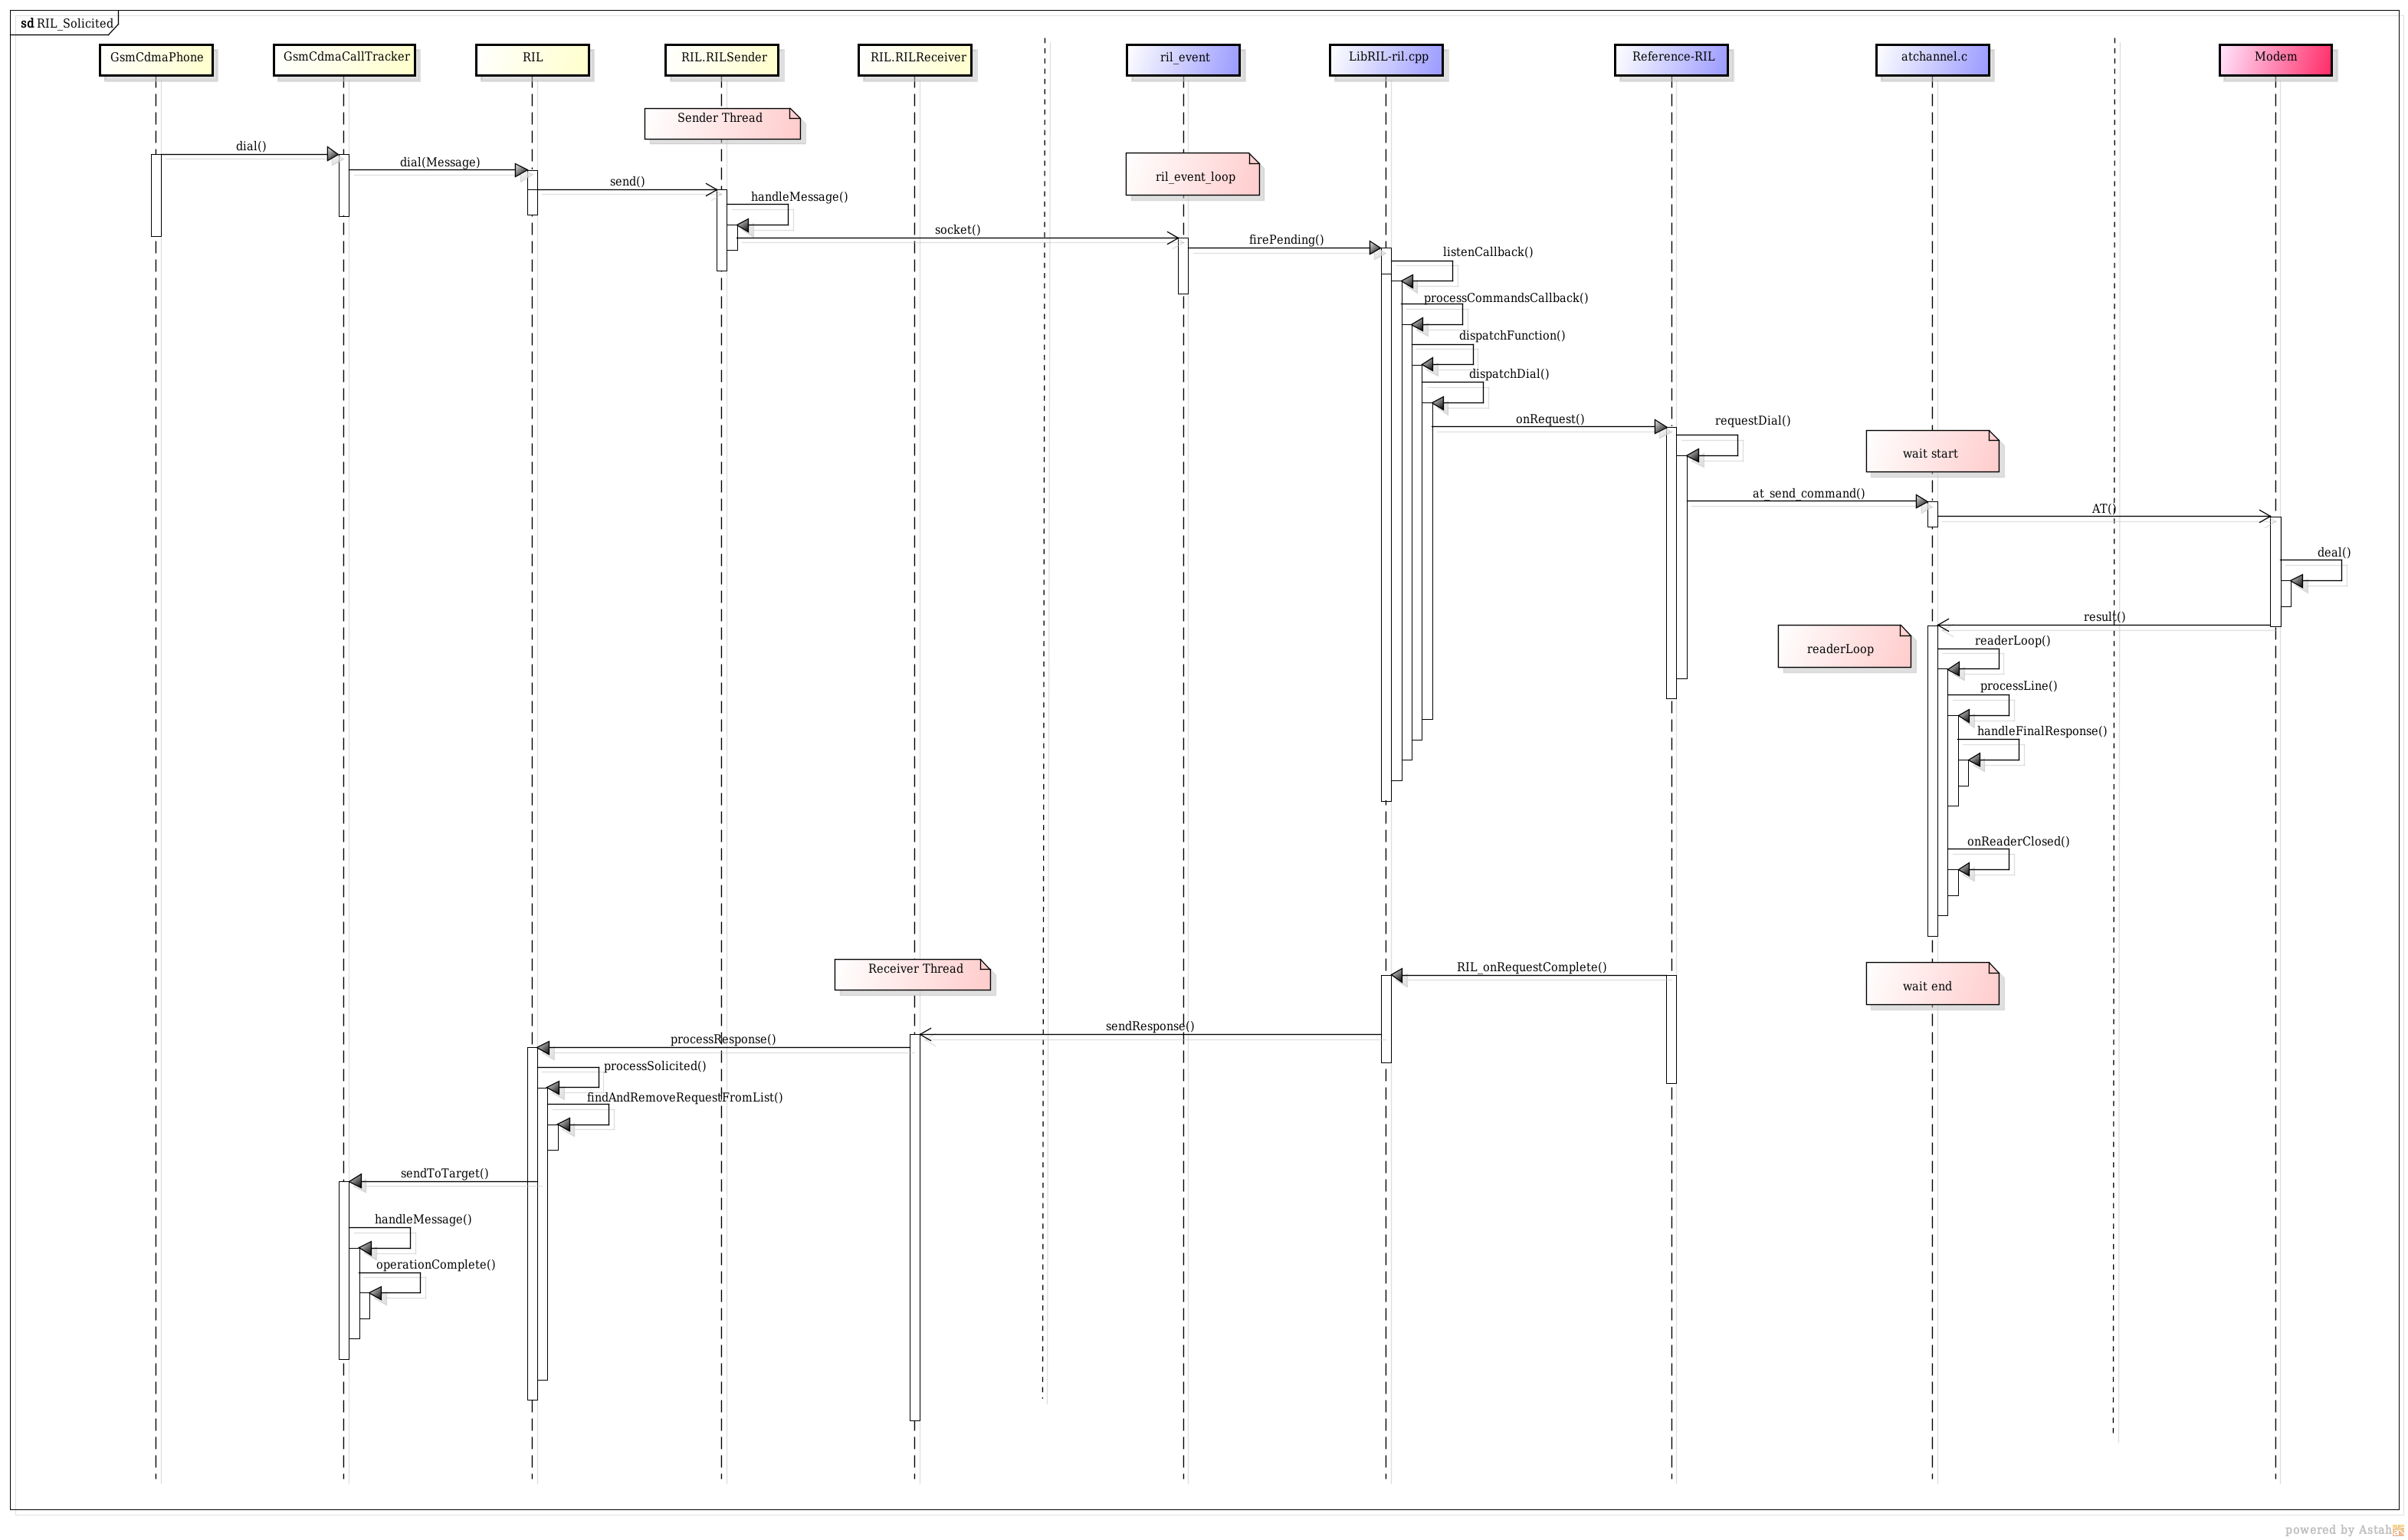 sd RIL_Solicited
GsmCdmaPhone
GsmCdmaCallTracker
RIL
RIL.RILSender
RIL.RILReceiver
ril_event
LibRIL-ril.cpp
Reference-RIL
atchannel.c
Modem
Sender Thread
dial()
dial(Message)
ril_event_loop
send()
handleMessage()
socket()
firePending()
listenCallback()
processCommandsCallback()
dispatchFunction()
dispatchDial()
onRequest()
requestDial()
wait start
at_send_command()
AT()
deal()
result()
readerLoop
readerLoop()
processLine()
handleFinalResponse()
onReaderClosed()
Receiver Thread
RIL_onRequestComplete()
wait end
sendResponse()
processResponse()
processSolicited()
findAndRemoveRequestFromList()
sendToTarget()
handleMessage()
operationComplete()
powered by Astah